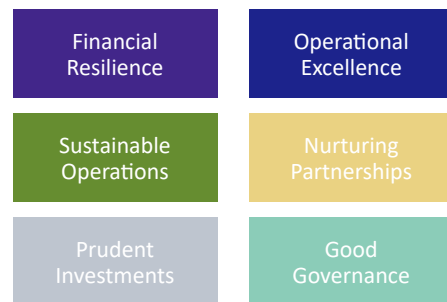 Financial
Resilience
Operational
Excellence
Sustainable
Operations
Nurturing
Partnerships
Prudent
Investments
Good
Governance